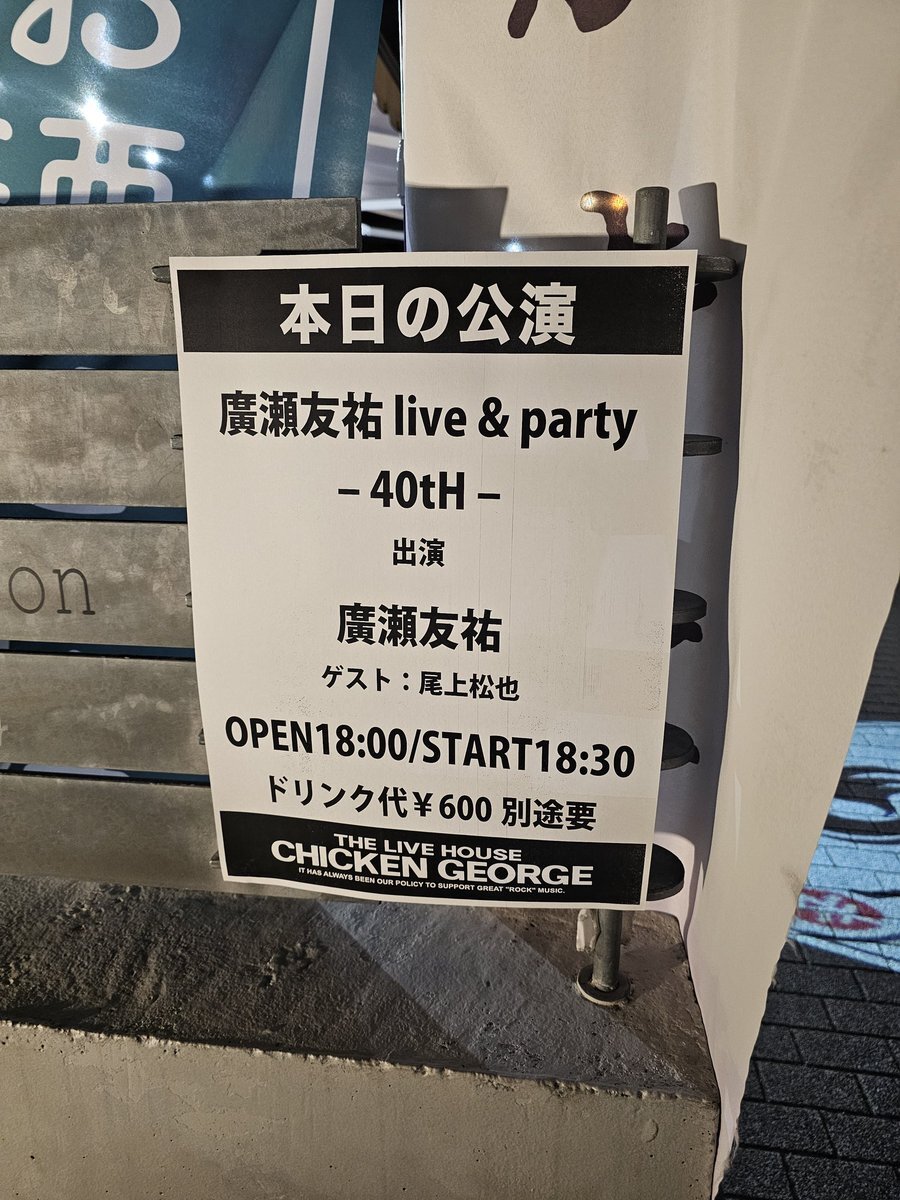 お
西
本日の公演
廣瀬友祐 live & party
– 40tH –
出演
廣瀬友祐
ゲスト：尾上松也
OPEN18:00/START18:30
ドリンク代￥600 別途要
THE LIVE HOUSE
CHICKEN GEORGE
IT HAS ALWAYS BEEN OUR POLICY TO SUPPORT GREAT "ROCK" MUSIC.
on